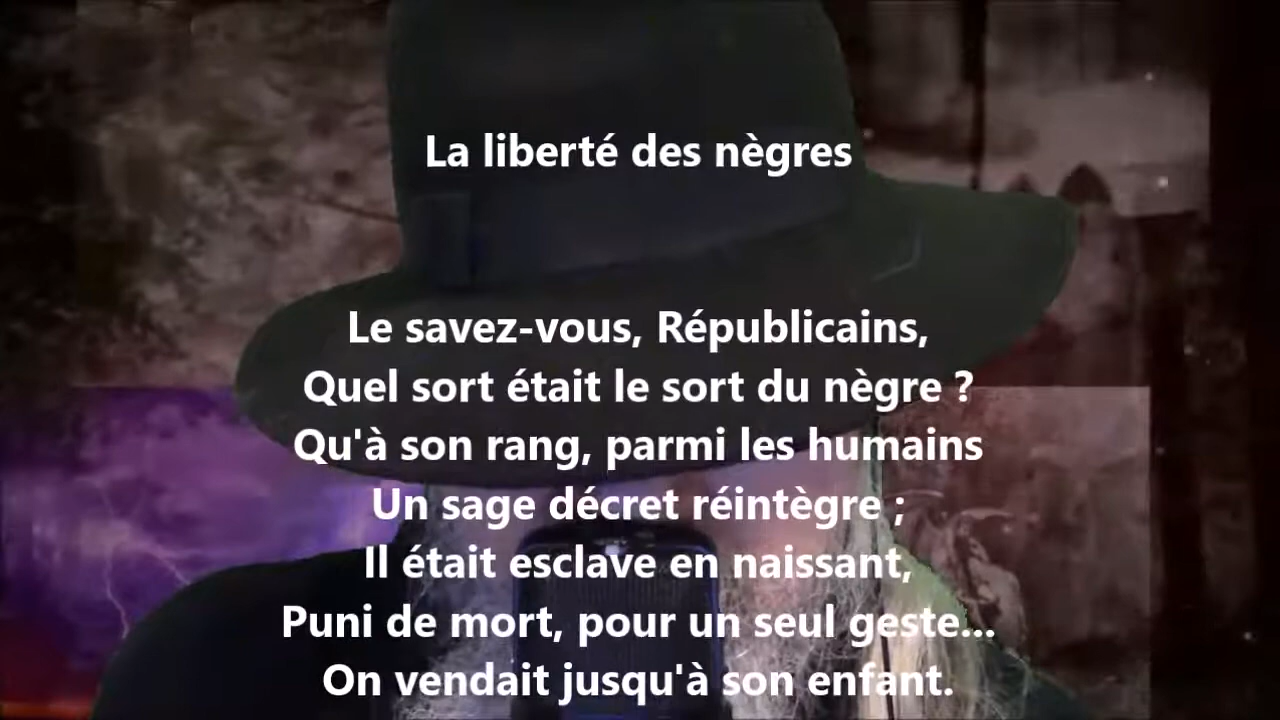 La liberté des nègres
Le savez-vous, Républicains,
Quel sort était le sort du nègre ?
Qu'à son rang, parmi les humains
Un sage décret réintègre ;
Il était esclave en naissant,
Puni de mort, pour un seul geste...
On vendait jusqu'à son enfant.